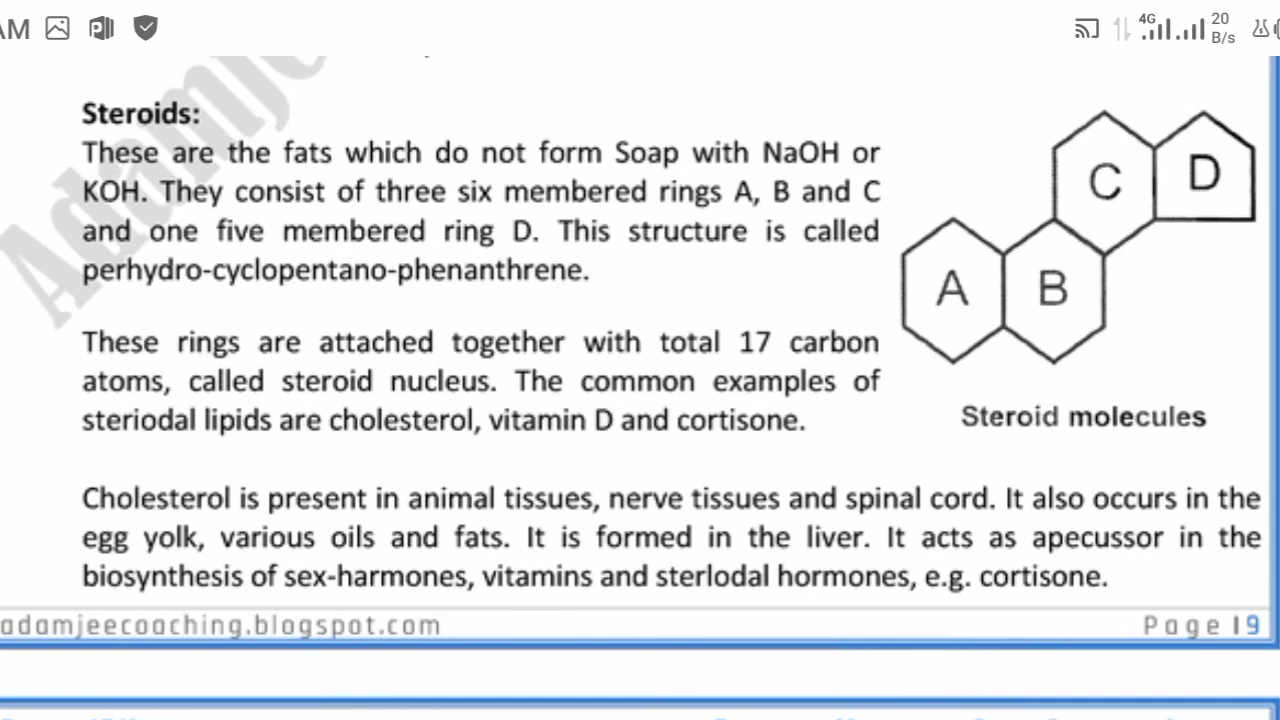 AM
4G
20
B/s
Steroids:
These are the fats which do not form Soap with NaOH or
KOH. They consist of three six membered rings A, B and C
and one five membered ring D. This structure is called
perhydro-cyclopentano-phenanthrene.
These rings are attached together with total 17 carbon
atoms, called steroid nucleus. The common examples of
steriodal lipids are cholesterol, vitamin D and cortisone.
C D
A B
Steroid molecules
Cholesterol is present in animal tissues, nerve tissues and spinal cord. It also occurs in the
egg yolk, various oils and fats. It is formed in the liver. It acts as apecussor in the
biosynthesis of sex-harmones, vitamins and sterlodal hormones, e.g. cortisone.
adamjeecoaching.blogspot.com
Page I 9
Adamje